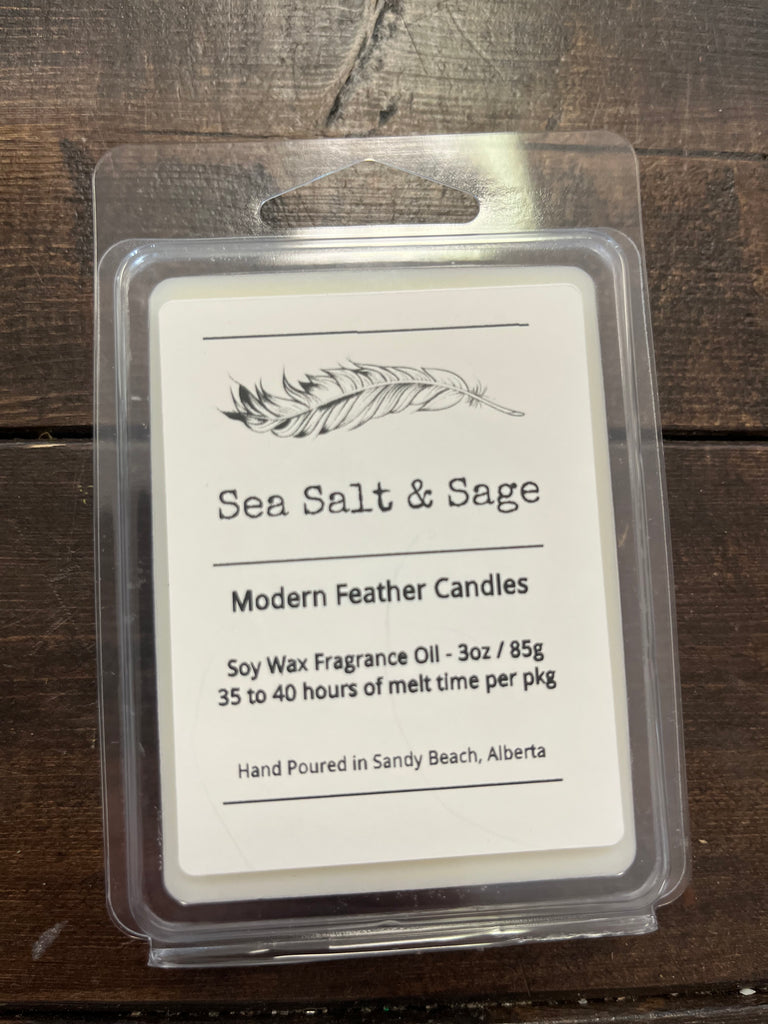 Sea Salt & Sage
Modern Feather Candles
Soy Wax Fragrance Oil - 3oz / 85g
35 to 40 hours of melt time per pkg
Hand Poured in Sandy Beach, Alberta